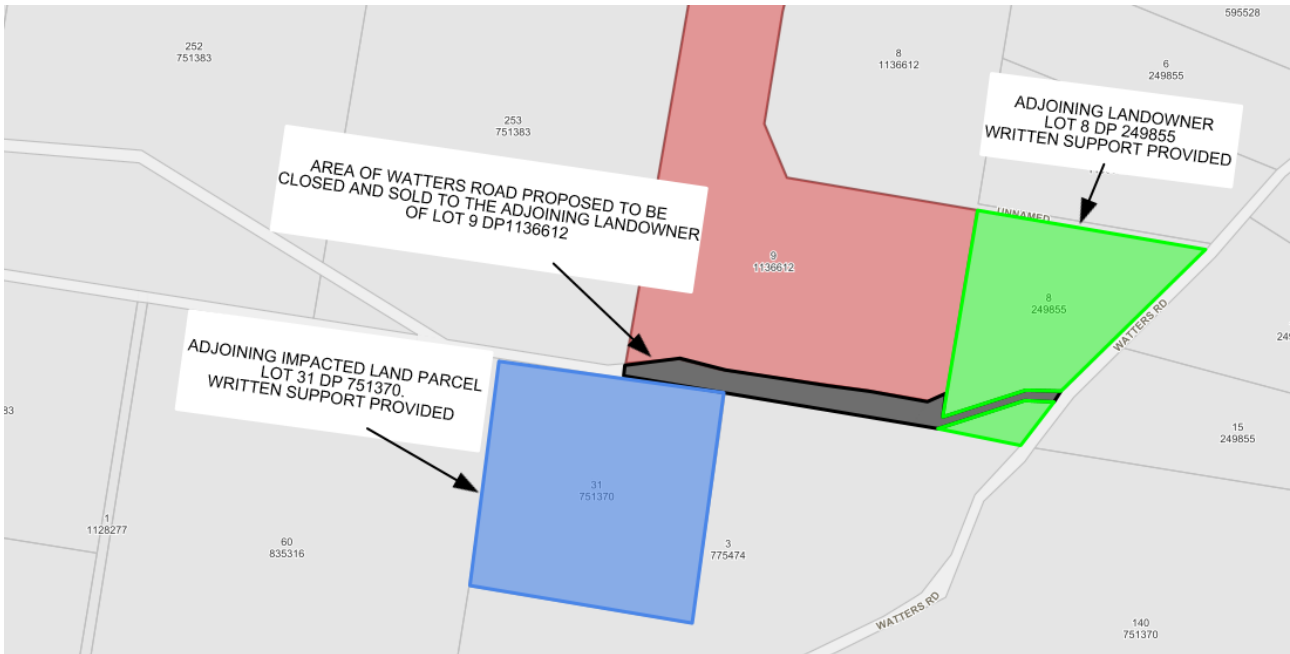 595528
252
751383
8
1136612
6
249855
253
751383
ADJOINING LANDOWNER
LOT 8 DP 249855
WRITTEN SUPPORT PROVIDED
AREA OF WATTERS ROAD PROPOSED TO BE
CLOSED AND SOLD TO THE ADJOINING LANDOWNER
OF LOT 9 DP1136612
UNNAMED
9
1136612
8
249855
WATTERS RD
ADJOINING IMPACTED LAND PARCEL
LOT 31 DP 751370.
WRITTEN SUPPORT PROVIDED
15
249855
31
751370
1
1128277
60
835316
3
775474
WATTERS RD
140
751370